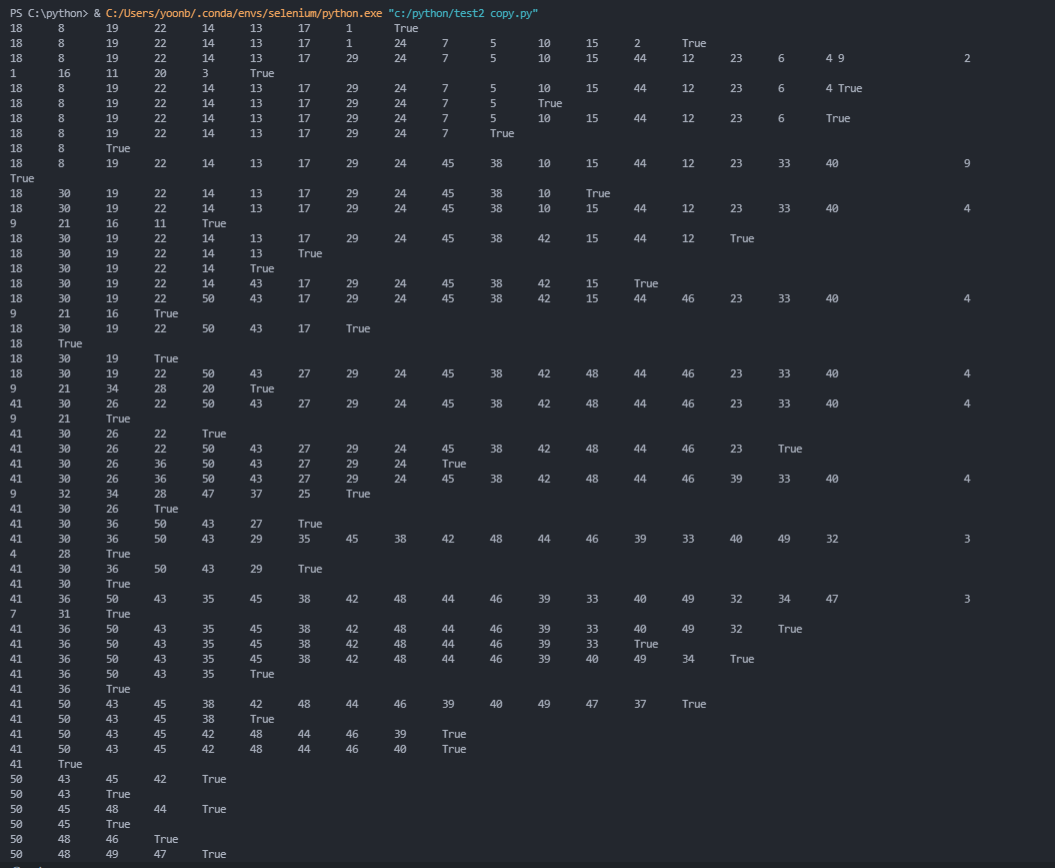 PS C:\python> & C:/Users/yoonb/.conda/envs/selenium/python.exe "c:/python/test2 copy.py"
18 8 19 22 14 13 17 1 True
18 8 19 22 14 13 17 1 24 7 5 10 15 2 True
18 8 19 22 14 13 17 29 24 7 5 10 15 44 12 23 6 4 9 2
1 16 11 20 3 True
18 8 19 22 14 13 17 29 24 7 5 10 15 44 12 23 6 4 True
18 8 19 22 14 13 17 29 24 7 5 True
18 8 19 22 14 13 17 29 24 7 5 10 15 44 12 23 6 True
18 8 19 22 14 13 17 29 24 7 True
18 8 True
18 8 19 22 14 13 17 29 24 45 38 10 15 44 12 23 33 40 9
True
18 30 19 22 14 13 17 29 24 45 38 10 True
18 30 19 22 14 13 17 29 24 45 38 10 15 44 12 23 33 40 4
9 21 16 11 True
18 30 19 22 14 13 17 29 24 45 38 42 15 44 12 True
18 30 19 22 14 13 True
18 30 19 22 14 True
18 30 19 22 14 43 17 29 24 45 38 42 15 True
18 30 19 22 50 43 17 29 24 45 38 42 15 44 46 23 33 40 4
9 21 16 True
18 30 19 22 50 43 17 True
18 True
18 30 19 True
18 30 19 22 50 43 27 29 24 45 38 42 48 44 46 23 33 40 4
9 21 34 28 20 True
41 30 26 22 50 43 27 29 24 45 38 42 48 44 46 23 33 40 4
9 21 True
41 30 26 22 True
41 30 26 22 50 43 27 29 24 45 38 42 48 44 46 23 True
41 30 26 36 50 43 27 29 24 True
41 30 26 36 50 43 27 29 24 45 38 42 48 44 46 39 33 40 4
9 32 34 28 47 37 25 True
41 30 26 True
41 30 36 50 43 27 True
41 30 36 50 43 29 35 45 38 42 48 44 46 39 33 40 49 32 3
4 28 True
41 30 36 50 43 29 True
41 30 True
41 36 50 43 35 45 38 42 48 44 46 39 33 40 49 32 34 47 3
7 31 True
41 36 50 43 35 45 38 42 48 44 46 39 33 40 49 32 True
41 36 50 43 35 45 38 42 48 44 46 39 33 True
41 36 50 43 35 45 38 42 48 44 46 39 40 49 34 True
41 36 50 43 35 True
41 36 True
41 50 43 45 38 42 48 44 46 39 40 49 47 37 True
41 50 43 45 38 True
41 50 43 45 42 48 44 46 39 True
41 50 43 45 42 48 44 46 40 True
41 True
50 43 45 42 True
50 43 True
50 45 48 44 True
50 45 True
50 48 46 True
50 48 49 47 True